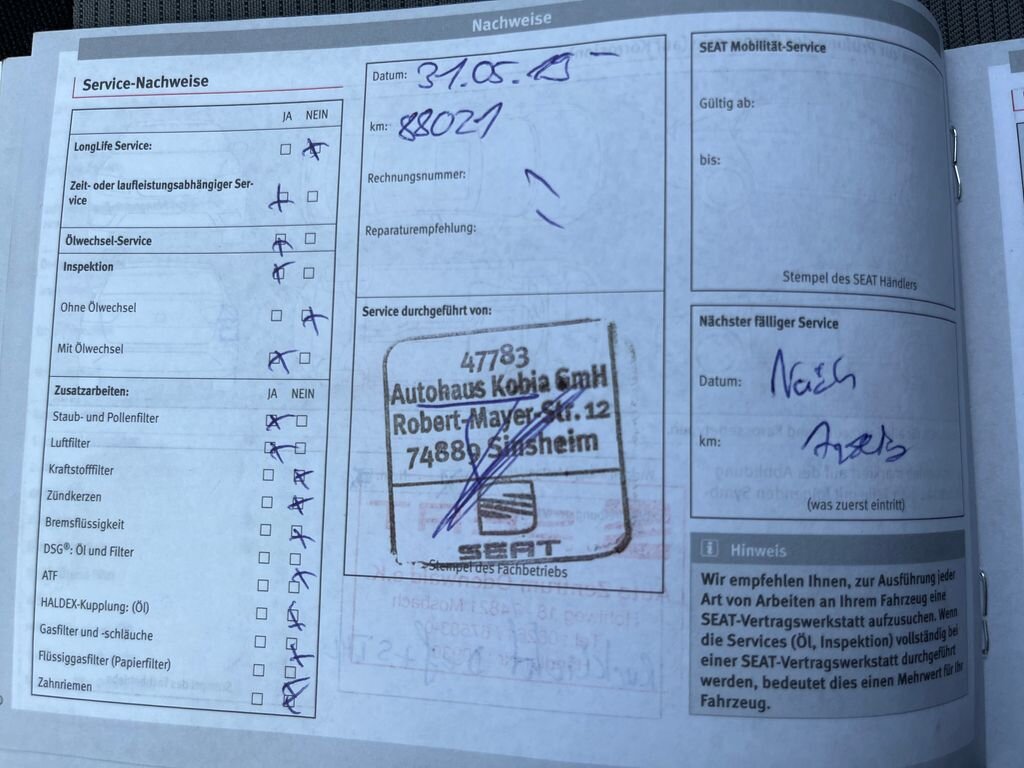 Nachweise
Service-Nachweise
JA NEIN
LongLife Service:
Zeit- oder laufleistungsabhängiger Ser-
vice
Ölwechsel-Service
Inspektion
Ohne Ölwechsel
Mit Ölwechsel
Zusatzarbeiten: JA NEIN
Staub- und Pollenfilter
Luftfilter
Kraftstofffilter
Zündkerzen
Bremsflüssigkeit
DSG®: Öl und Filter
ATF
HALDEX-Kupplung: (Öl)
Gasfilter und -schläuche
Flüssiggasfilter (Papierfilter)
Zahnriemen
Datum: 31.05.19
km: 88021
Rechnungsnummer:
Reparaturempfehlung:
Service durchgeführt von:
47783
Autohaus Kobia GmH
Robert-Mayer-Str. 12
74889 Sinsheim
SEAT
Stempel des Fachbetriebs
SEAT Mobilität-Service
Gültig ab:
bis:
Stempel des SEAT Händlers
Nächster fälliger Service
Datum: Nach
km:
(was zuerst eintritt)
Hinweis
Wir empfehlen Ihnen, zur Ausführung jeder
Art von Arbeiten an Ihrem Fahrzeug eine
SEAT-Vertragswerkstatt aufzusuchen. Wenn
die Services (Öl, Inspektion) vollständig bei
einer SEAT-Vertragswerkstatt durchgeführt
werden, bedeutet dies einen Mehrwert für Ihr
Fahrzeug.